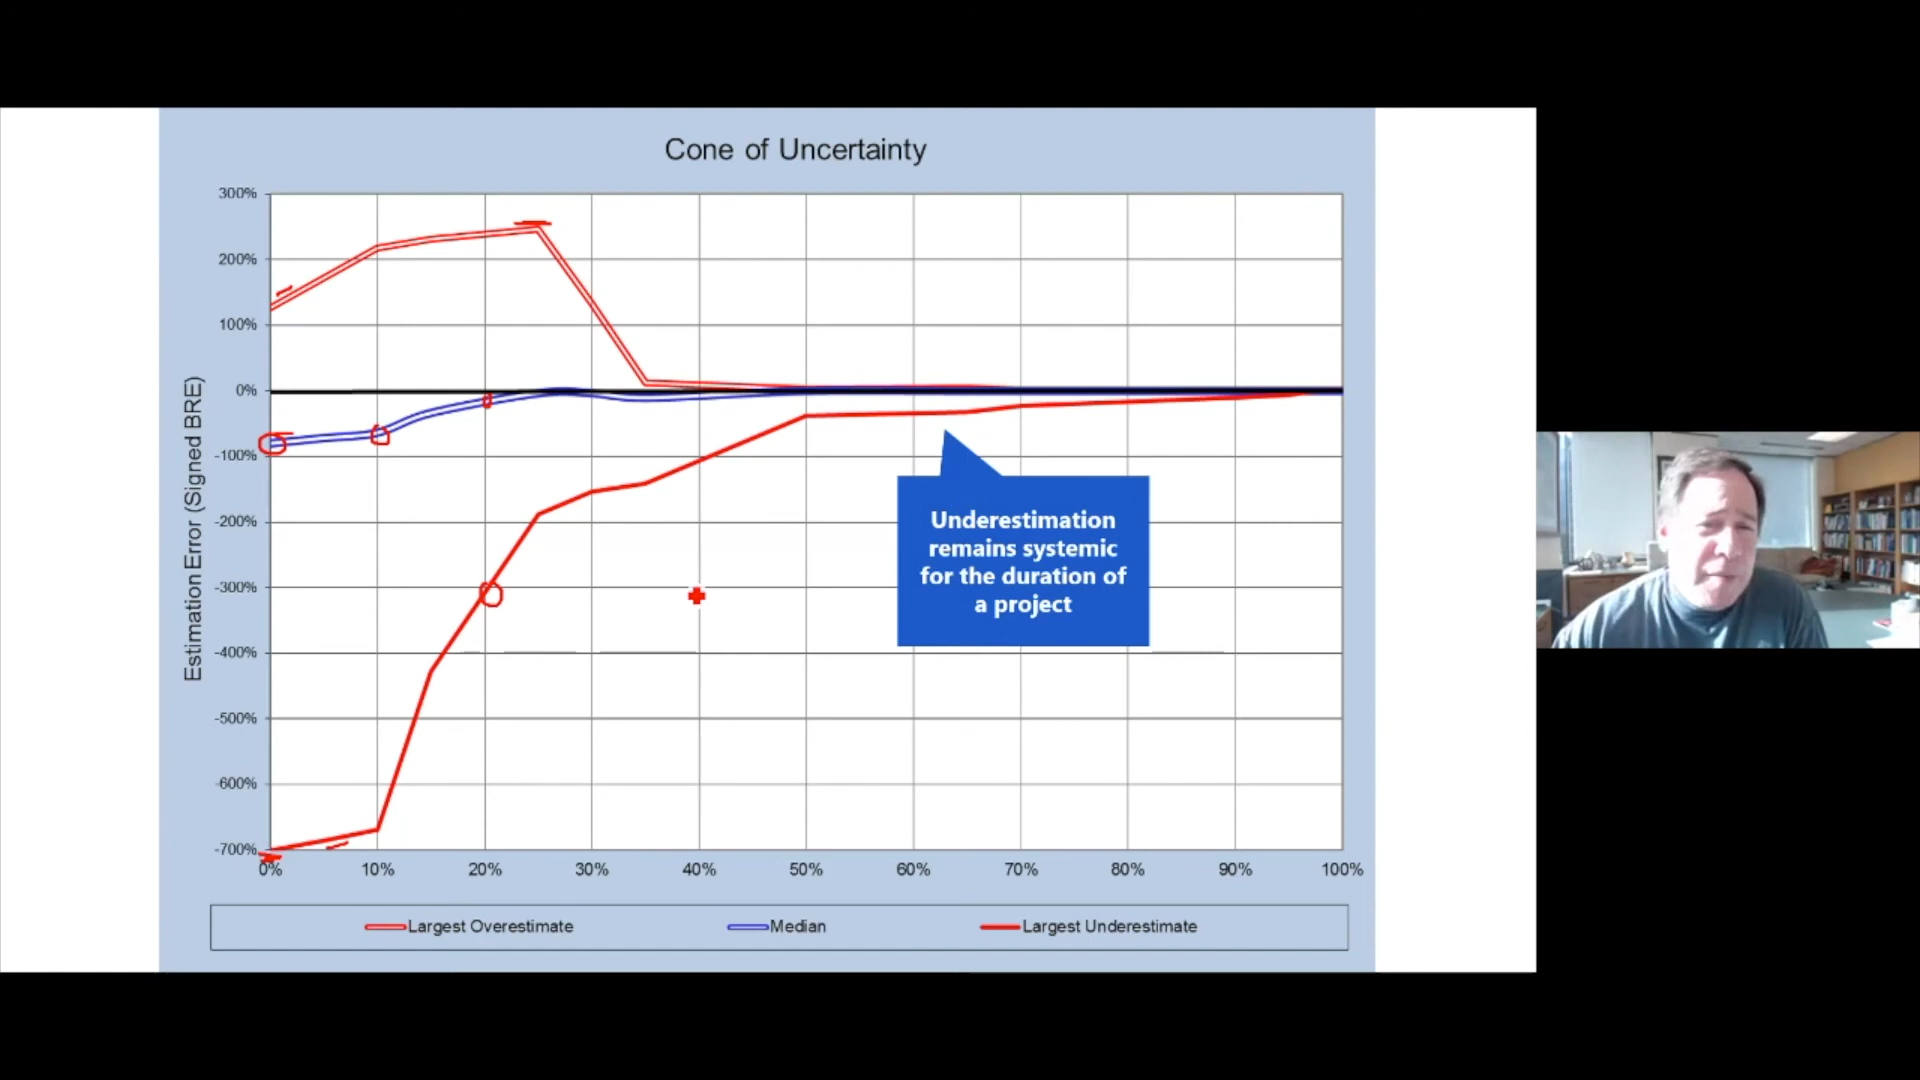 Cone of Uncertainty
300%
200%
100%
0%
-100%
-200%
-300%
-400%
-500%
-600%
-700%
Estimation Error (Signed BRE)
Underestimation
remains systemic
for the duration of
a project
0% 10% 20% 30% 40% 50% 60% 70% 80% 90% 100%
Largest Overestimate Median Largest Underestimate